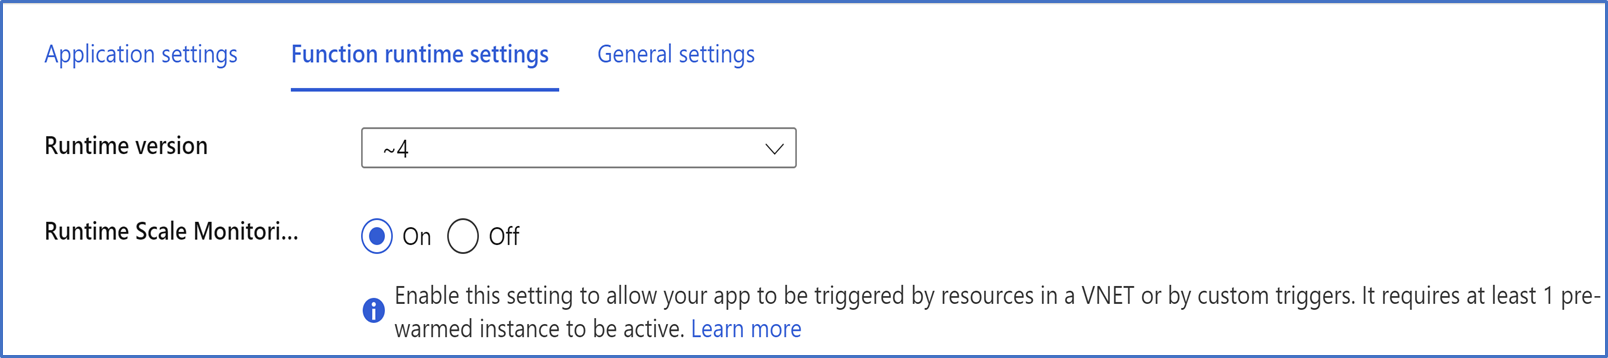 Application settings Function runtime settings General settings
Runtime version ~4
Runtime Scale Monitori... On Off
Enable this setting to allow your app to be triggered by resources in a VNET or by custom triggers. It requires at least 1 pre-
warmed instance to be active. Learn more